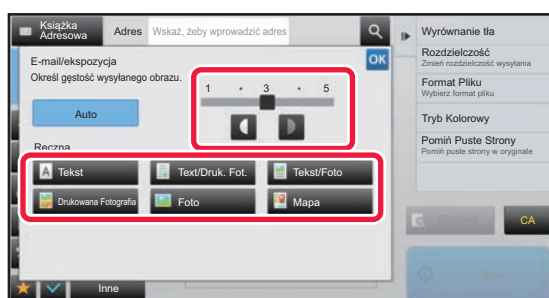 Książka
Adresowa
Adres
Wskaż, żeby wprowadzić adres
E-mail/ekspozycja
Określ gęstość wysyłanego obrazu.
OK
Auto
1 • 3 • 5
Ręczna
Tekst
Text/Druk. Fot.
Tekst/Foto
Drukowana Fotografia
Foto
Mapa
Inne
Wyrównanie tła
Rozdzielczość
Zmień rozdzielczość wysyłania
Format Pliku
Wybierz format pliku
Tryb Kolorowy
Pomiń Puste Strony
Pomiń puste strony w oryginale
Podgląd
CA
Start